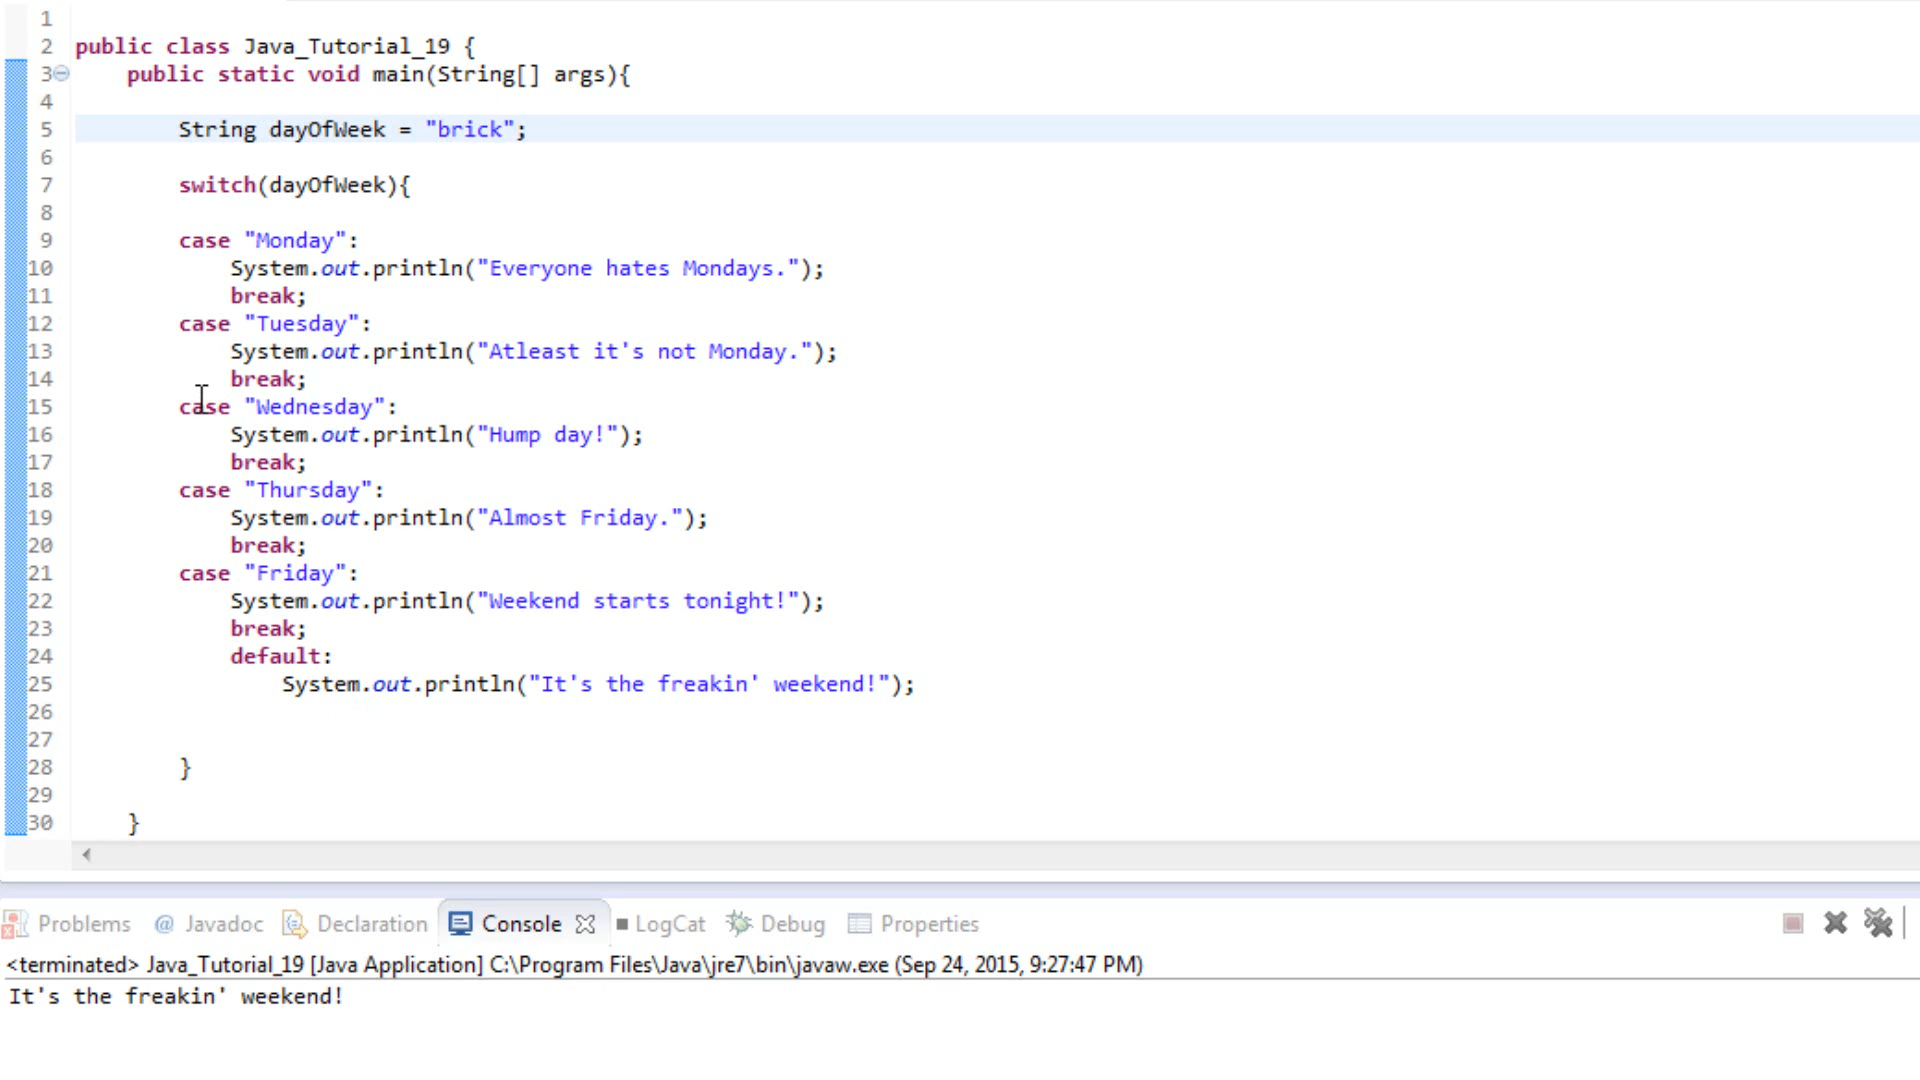 1
2 public class Java_Tutorial_19 {
3 public static void main(String[] args){
4
5 String dayOfWeek = "brick";
6
7 switch(dayOfWeek){
8
9 case "Monday":
10 System.out.println("Everyone hates Mondays.");
11 break;
12 case "Tuesday":
13 System.out.println("Atleast it's not Monday.");
14 break;
15 case "Wednesday":
16 System.out.println("Hump day!");
17 break;
18 case "Thursday":
19 System.out.println("Almost Friday.");
20 break;
21 case "Friday":
22 System.out.println("Weekend starts tonight!");
23 break;
24 default:
25 System.out.println("It's the freakin' weekend!");
26
27
28 }
29
30 }
Problems @ Javadoc Declaration Console LogCat Debug Properties
<terminated> Java_Tutorial_19 [Java Application] C:\Program Files\Java\jre7\bin\javaw.exe (Sep 24, 2015, 9:27:47 PM)
It's the freakin' weekend!